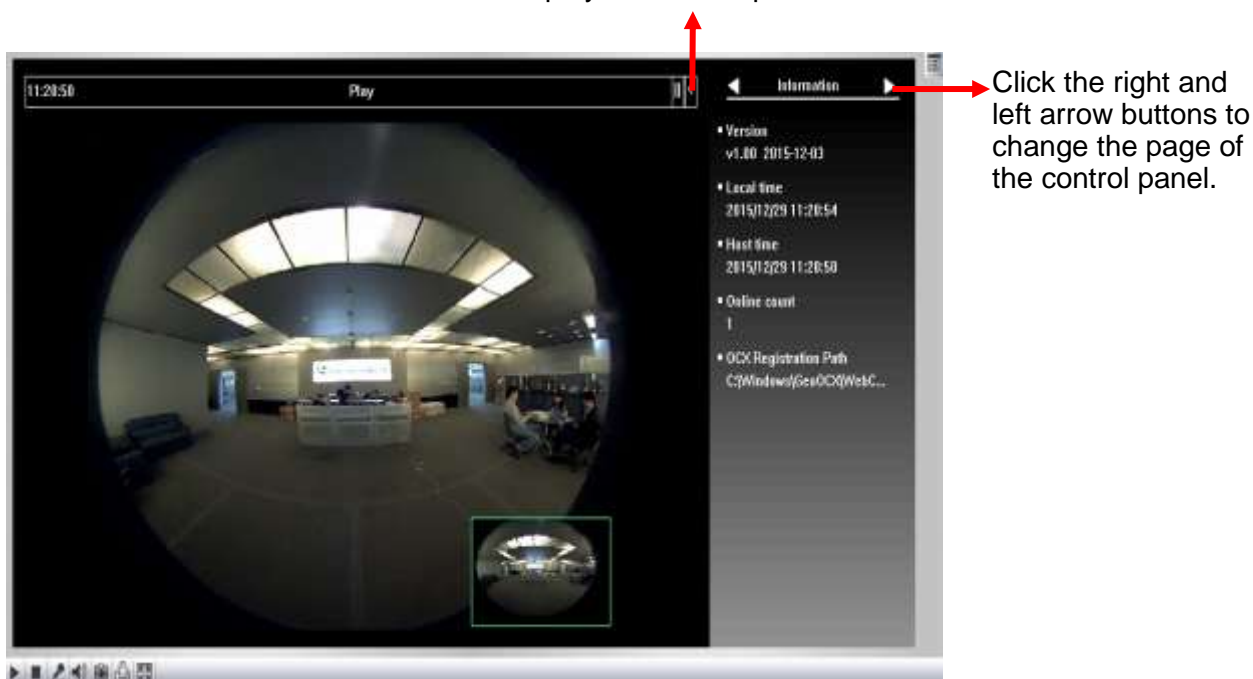 11:20:50 Play
Information
Version
v1.00 2015-12-03
Local time
2015/12/29 11:20:54
Host time
2015/12/29 11:20:50
Online count
1
OCX Registration Path
C:\Windows\GeoOCX\WebC...
Click the right and
left arrow buttons to
change the page of
the control panel.